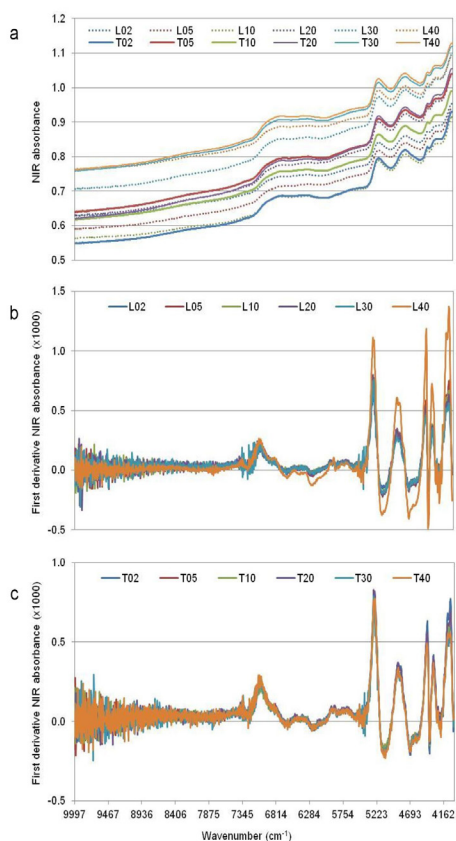 a
L02 L05 L10 L20 L30 L40
T02 T05 T10 T20 T30 T40
NIR absorbance
1.2
1.1
1.0
0.9
0.8
0.7
0.6
0.5
b
L02 L05 L10 L20 L30 L40
First derivative NIR absorbance (x1000)
1.5
1.0
0.5
0.0
-0.5
c
T02 T05 T10 T20 T30 T40
First derivative NIR absorbance (x1000)
1.0
0.5
0.0
-0.5
9997 9467 8936 8406 7875 7345 6814 6284 5754 5223 4693 4162
Wavenumber (cm⁻¹)